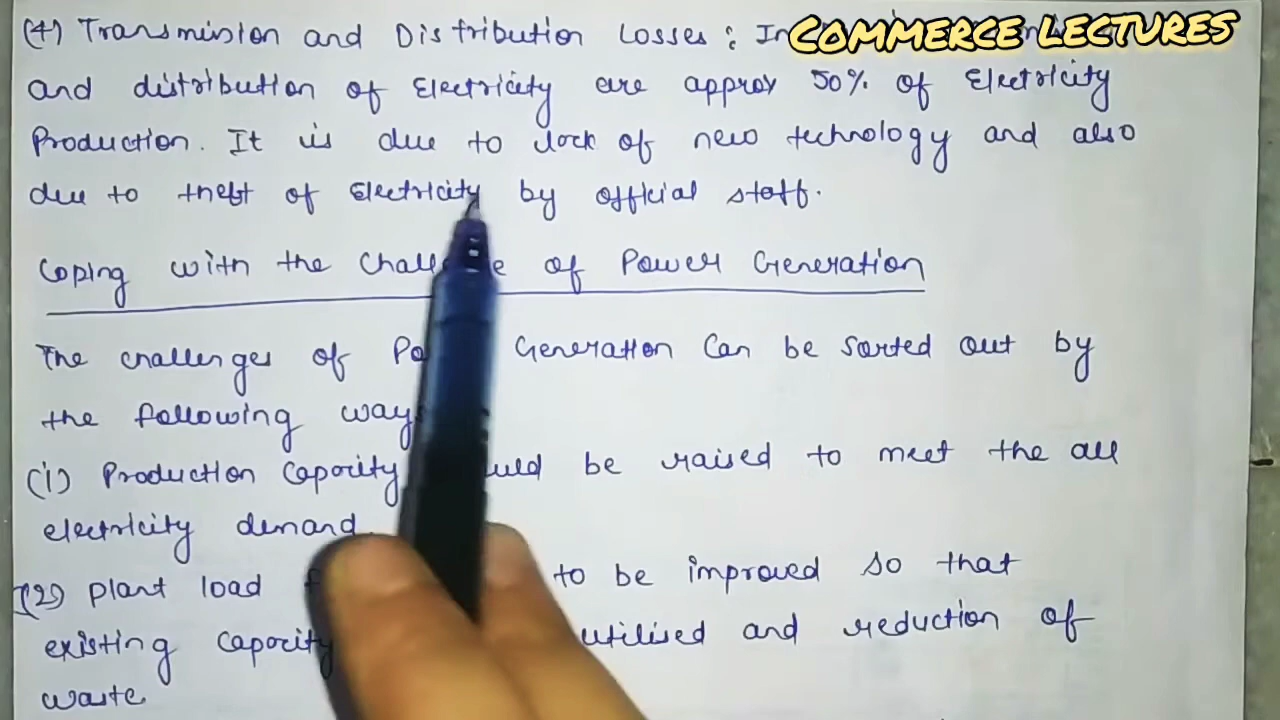 COMMERCE LECTURES
(4) Transmission and Distribution Losses : In
and distribution of Electricity are approx 50% of Electricity
Production. It is due to lack of new technology and also
due to theft of Electricity by official staff.
Coping with the Challe e of Power Generation
The challenges of Po Generation Can be Sorted out by
the following way
(1) Production Capacity uld be raised to meet the all
electricity demand.
(2) Plant load to be improved so that
existing Capacity utilised and reduction of
waste